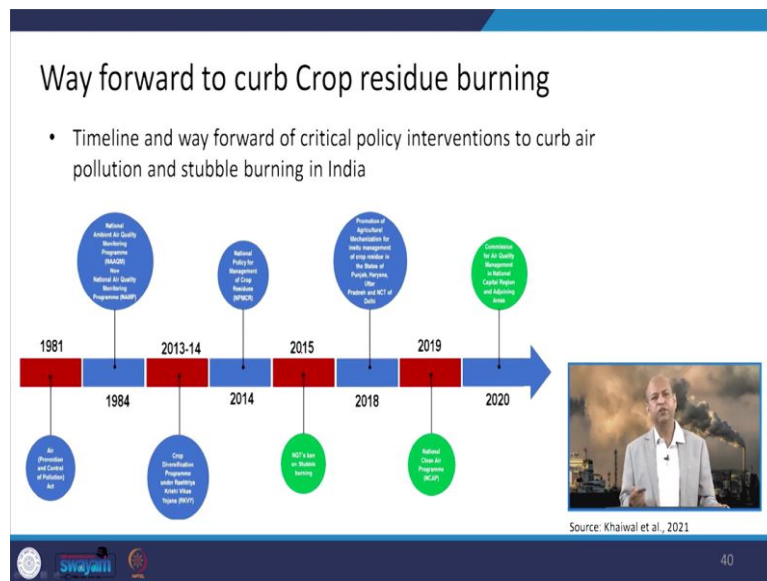 Way forward to curb Crop residue burning
• Timeline and way forward of critical policy interventions to curb air
pollution and stubble burning in India
National
Ambient Air Quality
Monitoring
Programme
(NAAQM)
Now
National Air Quality
Monitoring
Programme (NAMP)
National
Policy for
Management of
Crop
Residues
(NPMCR)
Promotion of
Agricultural
Mechanization for
insitu management
of crop residue in
the States of
Punjab, Haryana,
Uttar
Pradesh and NCT of
Delhi
Commission
for Air Quality
Management
in National
Capital Region
and Adjoining
Areas
1981
2013-14
2015
2019
1984
2014
2018
2020
Air
(Prevention
and Control
of Pollution)
Act
Crop
Diversification
Programme
under Rashtriya
Krishi Vikas
Yojana (RKVY)
NGT's ban
on Stubble
burning
National
Clean Air
Programme
(NCAP)
Source: Khaiwal et al., 2021
swayam
40